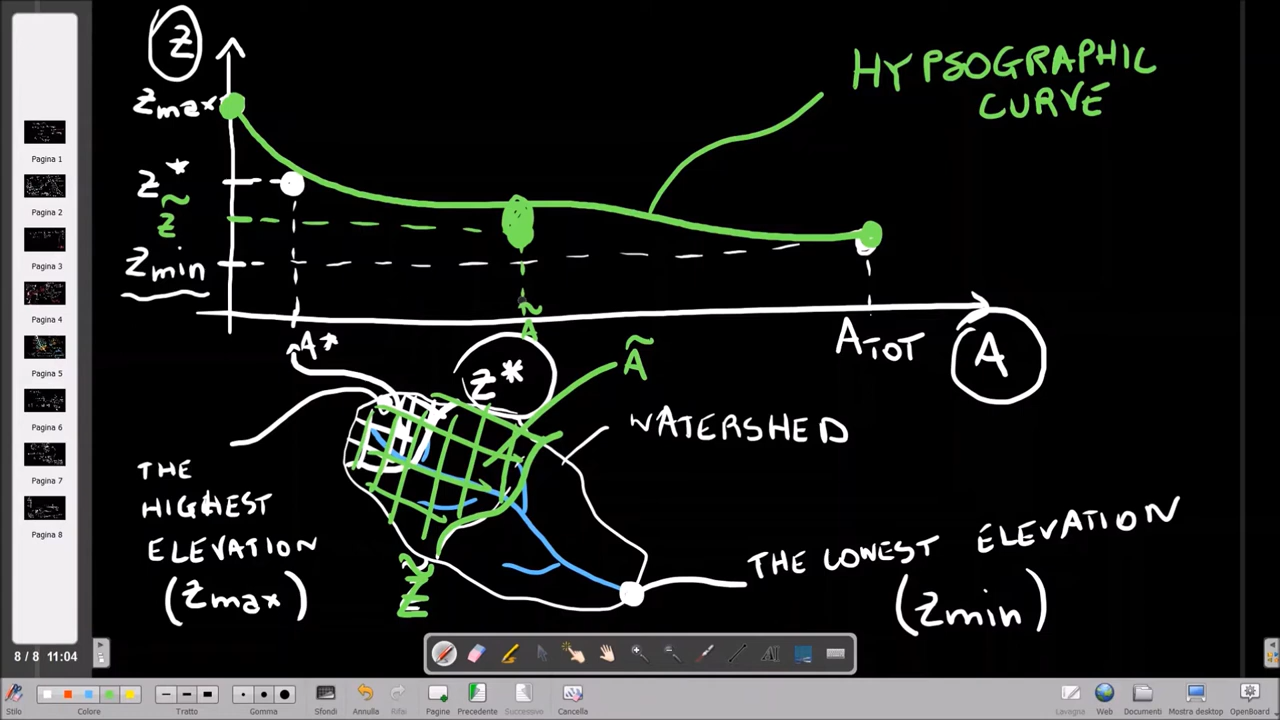 Z
HYPSOGRAPHIC
CURVE
Zmax
Z*
Z̃
Zmin
A*
Ã
ATOT
A
Z*
Ã
WATERSHED
THE
HIGHEST
ELEVATION
(Zmax)
Z̃
THE LOWEST ELEVATION
(Zmin)
Pagina 1
Pagina 2
Pagina 3
Pagina 4
Pagina 5
Pagina 6
Pagina 7
Pagina 8
8 / 8 11:04
AI
Stilo
Colore
Tratto
Gomma
Sfondi
Annulla
Rifai
Pagine
Precedente
Successivo
Cancella
Lavagna
Web
Documenti
Mostra desktop
OpenBoard